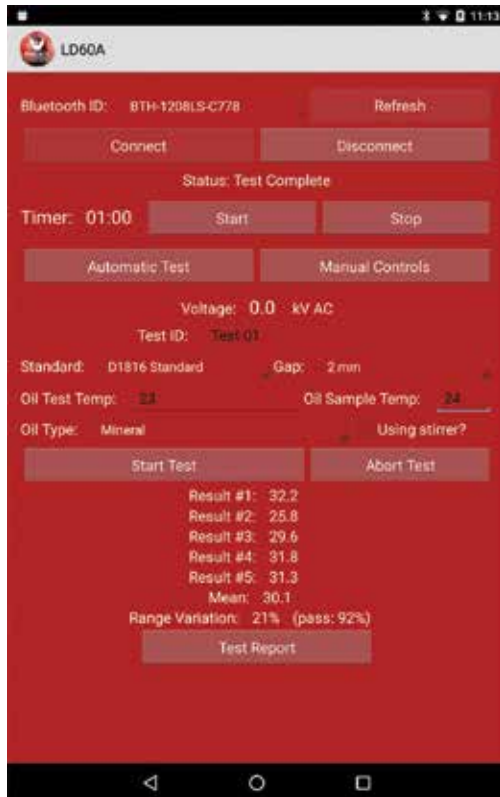 11:13
LD60A
Bluetooth ID: BTH-1208LS-C778 Refresh
Connect Disconnect
Status: Test Complete
Timer: 01:00 Start Stop
Automatic Test Manual Controls
Voltage: 0.0 kV AC
Test ID: Test 01
Standard: D1816 Standard Gap: 2 mm
Oil Test Temp: 23 Oil Sample Temp: 24
Oil Type: Mineral Using stirrer?
Start Test Abort Test
Result #1: 32.2
Result #2: 25.8
Result #3: 29.6
Result #4: 31.8
Result #5: 31.3
Mean: 30.1
Range Variation: 21% (pass: 92%)
Test Report